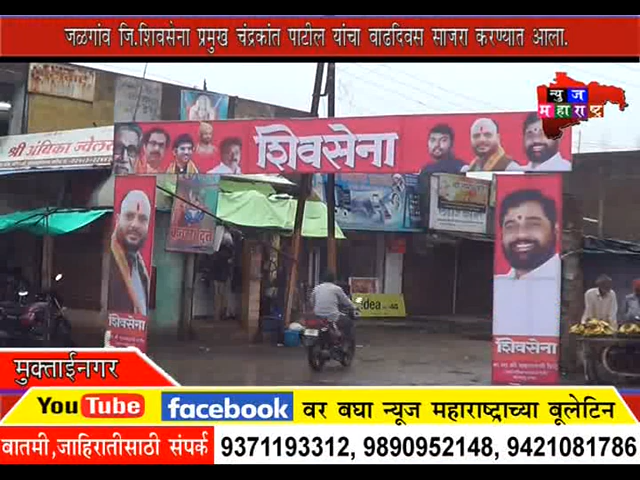 जळगांव जि.शिवसेना प्रमुख चंद्रकांत पाटील यांचा वाढदिवस साजरा करण्यात आला.
न्युज
महाराष्ट्र
श्री अंबिका ज्वेलर्स
शिवसेना
शिवसेना
शिवसेना
idea
मुक्ताईनगर
YouTube facebook वर बघा न्यूज महाराष्ट्राच्या बूलेटिन
वातमी,जाहिरातीसाठी संपर्क 9371193312, 9890952148, 9421081786